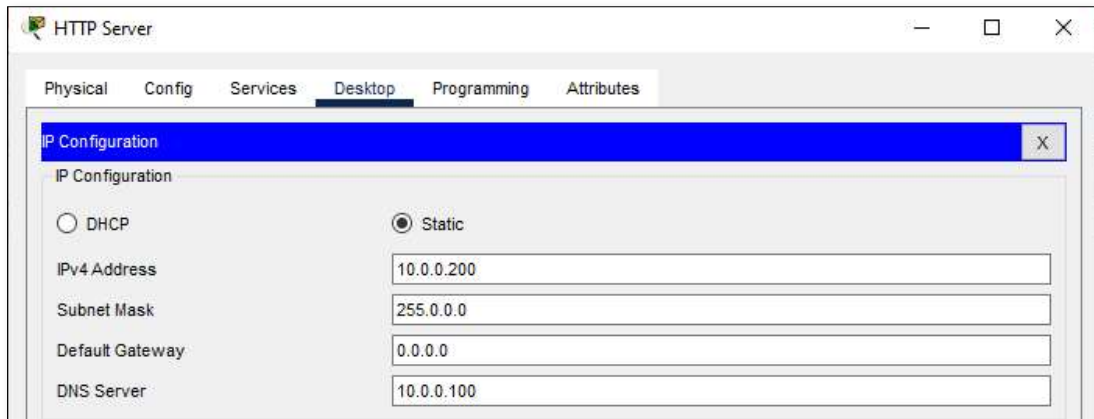 HTTP Server
Physical Config Services Desktop Programming Attributes
IP Configuration X
IP Configuration
DHCP Static
IPv4 Address 10.0.0.200
Subnet Mask 255.0.0.0
Default Gateway 0.0.0.0
DNS Server 10.0.0.100